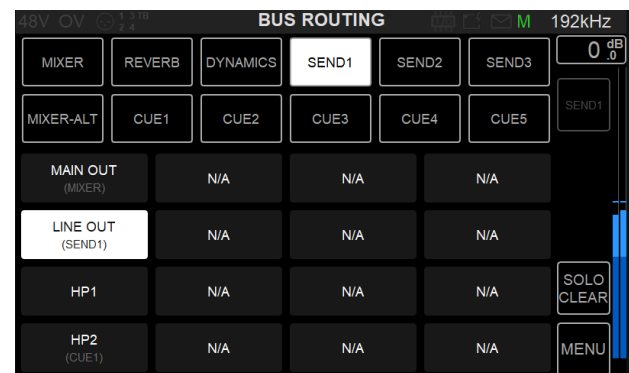 48V OV 1 3 TB BUS ROUTING M 192kHz
2 4
MIXER REVERB DYNAMICS SEND1 SEND2 SEND3 0 dB .0
MIXER-ALT CUE1 CUE2 CUE3 CUE4 CUE5 SEND1
MAIN OUT N/A N/A N/A
(MIXER)
LINE OUT N/A N/A N/A
(SEND1)
HP1 N/A N/A N/A SOLO
CLEAR
HP2 N/A N/A N/A MENU
(CUE1)